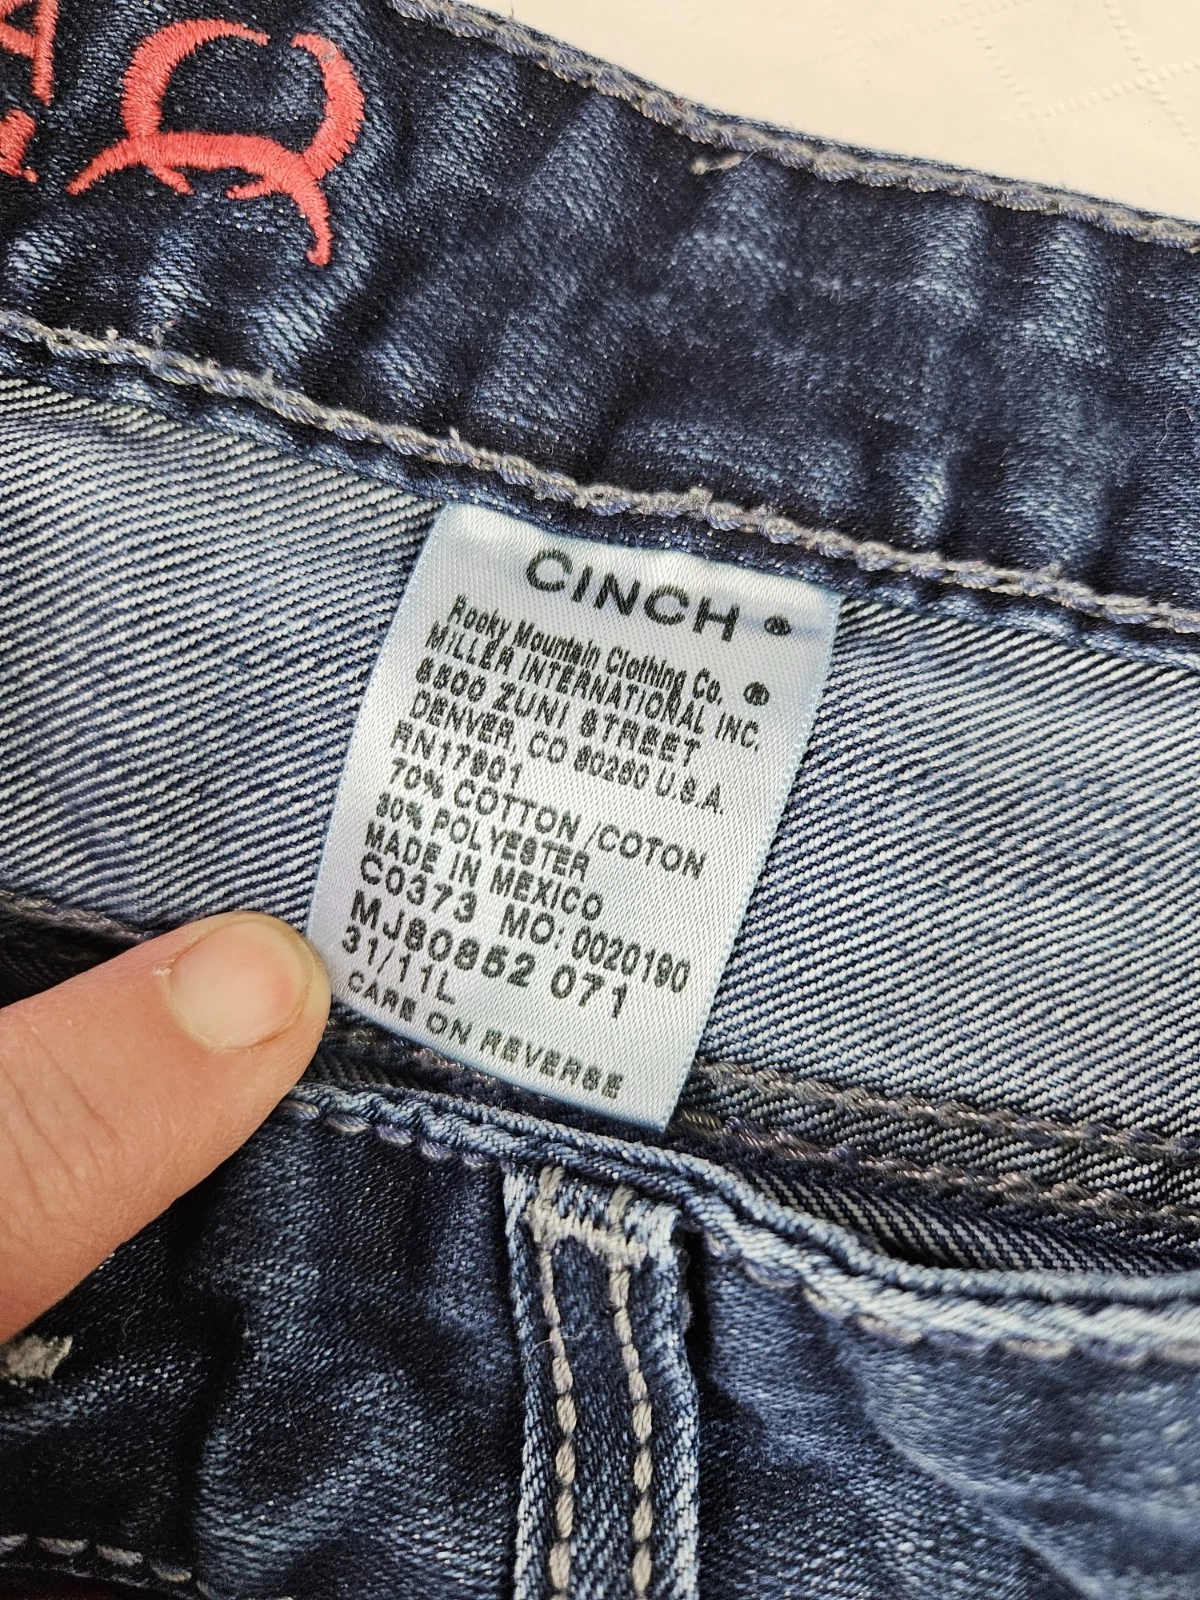 CINCH ®
Rocky Mountain Clothing Co. ®
MILLER INTERNATIONAL INC.
8500 ZUNI STREET
DENVER, CO 80260 U.S.A.
RN17901
70% COTTON /COTON
30% POLYESTER
MADE IN MEXICO
C0373 MO: 0020190
MJ80852 071
31/11L
CARE ON REVERSE